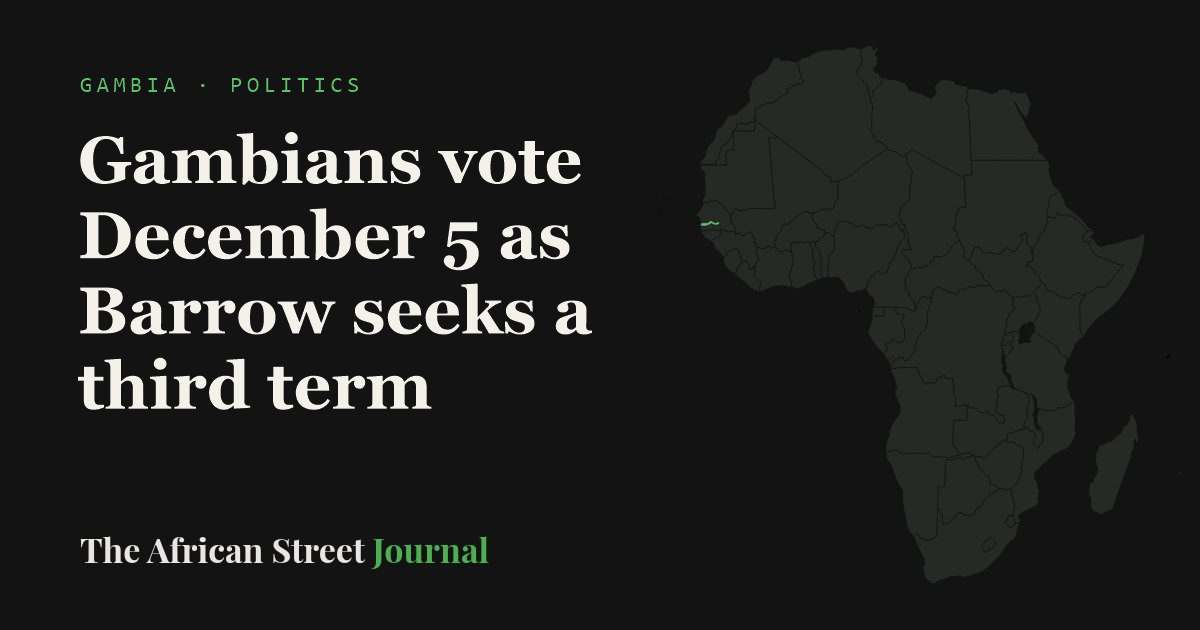 GAMBIA · POLITICS
Gambians vote
December 5 as
Barrow seeks a
third term
The African Street Journal